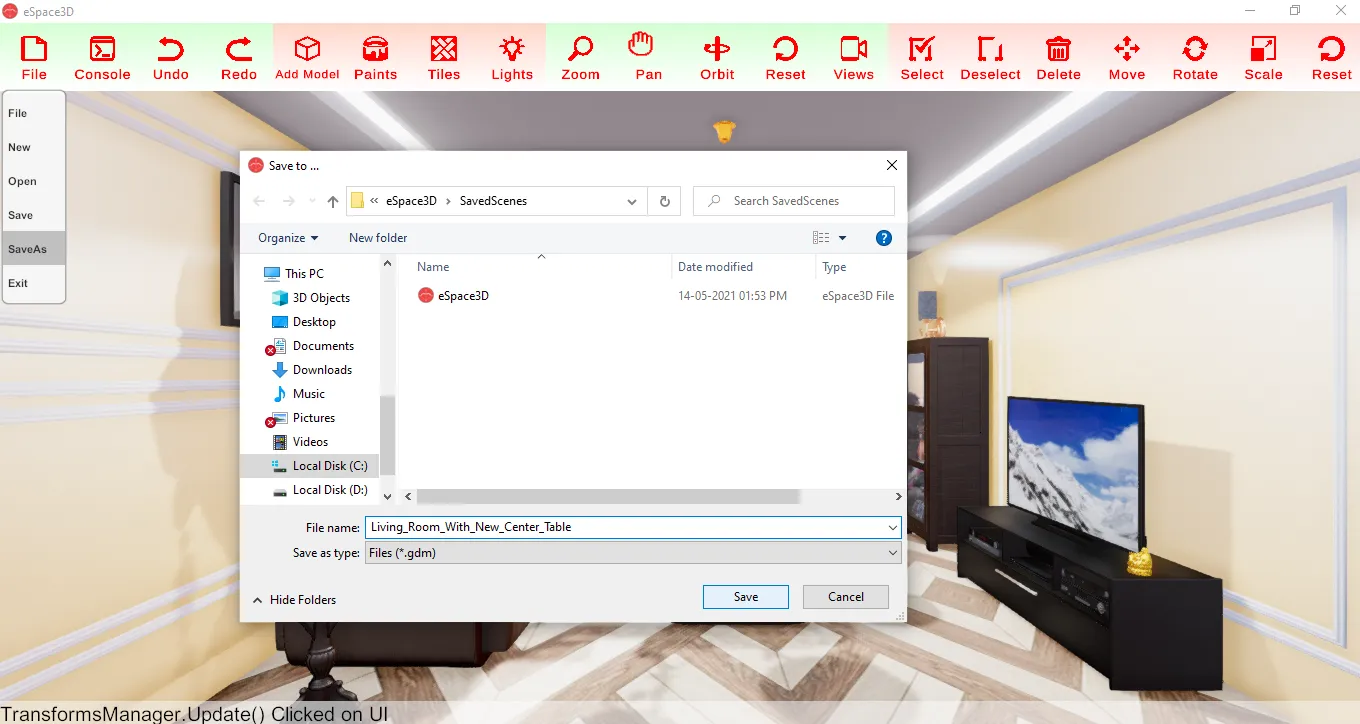 eSpace3D
File Console Undo Redo Add Model Paints Tiles Lights Zoom Pan Orbit Reset Views Select Deselect Delete Move Rotate Scale Reset
File
New
Open
Save
SaveAs
Exit
Save to ...
« eSpace3D › SavedScenes
Search SavedScenes
Organize New folder
This PC
3D Objects
Desktop
Documents
Downloads
Music
Pictures
Videos
Local Disk (C:)
Local Disk (D:)
Name Date modified Type
eSpace3D 14-05-2021 01:53 PM eSpace3D File
File name: Living_Room_With_New_Center_Table
Save as type: Files (*.gdm)
Hide Folders Save Cancel
TransformsManager.Update() Clicked on UI